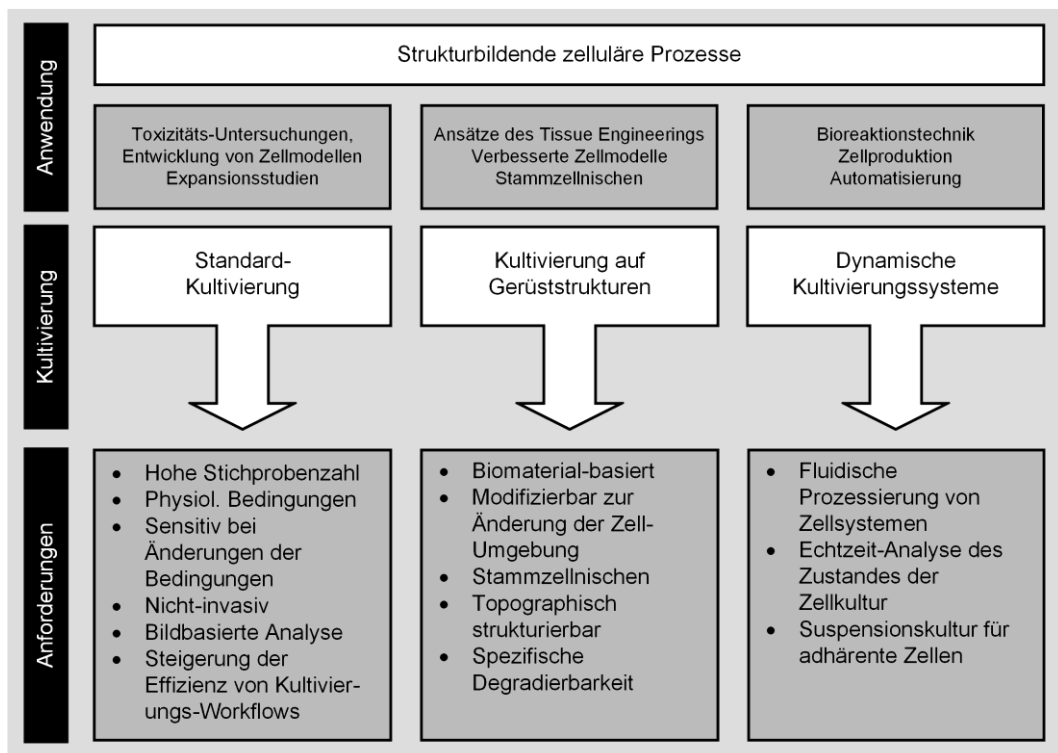 Anwendung
Strukturbildende zelluläre Prozesse
Toxizitäts-Untersuchungen,
Entwicklung von Zellmodellen
Expansionsstudien
Ansätze des Tissue Engineerings
Verbesserte Zellmodelle
Stammzellnischen
Bioreaktionstechnik
Zellproduktion
Automatisierung
Kultivierung
Standard-
Kultivierung
Kultivierung auf
Gerüststrukturen
Dynamische
Kultivierungssysteme
Anforderungen
• Hohe Stichprobenzahl
• Physiol. Bedingungen
• Sensitiv bei
Änderungen der
Bedingungen
• Nicht-invasiv
• Bildbasierte Analyse
• Steigerung der
Effizienz von Kultivier-
ungs-Workflows
• Biomaterial-basiert
• Modifizierbar zur
Änderung der Zell-
Umgebung
• Stammzellnischen
• Topographisch
strukturierbar
• Spezifische
Degradierbarkeit
• Fluidische
Prozessierung von
Zellsystemen
• Echtzeit-Analyse des
Zustandes der
Zellkultur
• Suspensionskultur für
adhärente Zellen